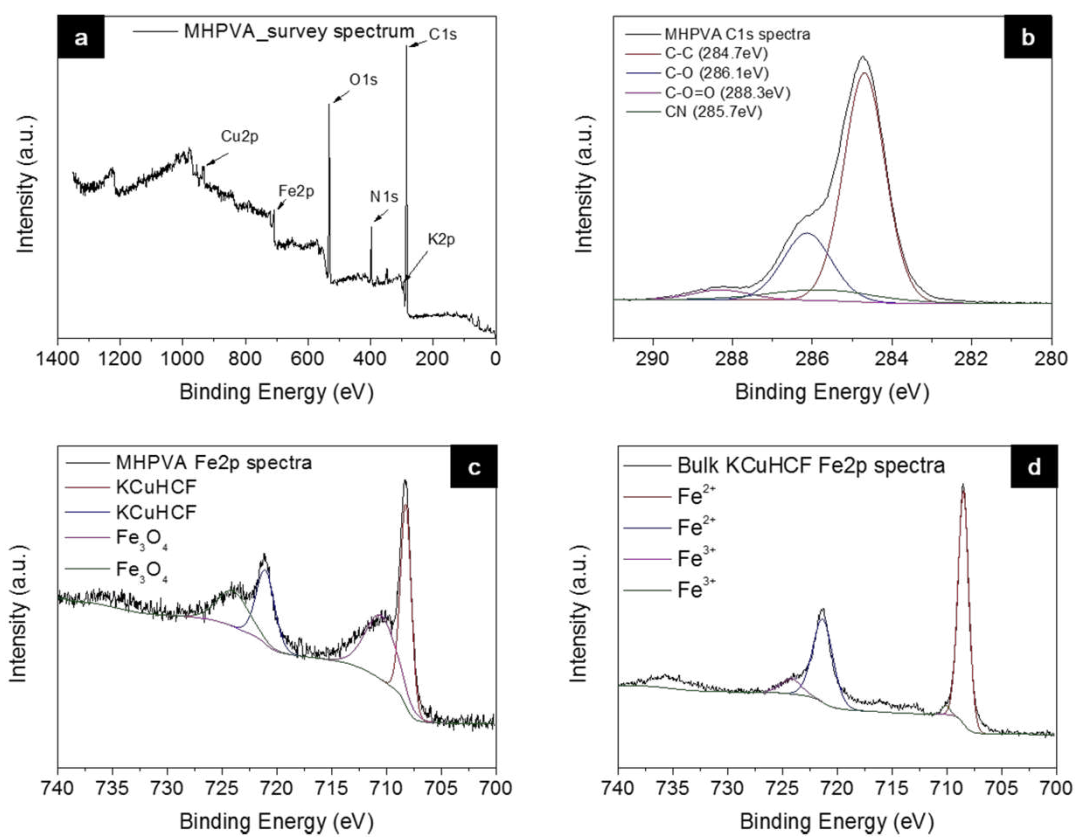 a
MHPVA_survey spectrum
C1s
O1s
Cu2p
Fe2p
N1s
K2p
Intensity (a.u.)
1400 1200 1000 800 600 400 200 0
Binding Energy (eV)
b
MHPVA C1s spectra
C-C (284.7eV)
C-O (286.1eV)
C-O=O (288.3eV)
CN (285.7eV)
Intensity (a.u.)
290 288 286 284 282 280
Binding Energy (eV)
c
MHPVA Fe2p spectra
KCuHCF
KCuHCF
Fe₃O₄
Fe₃O₄
Intensity (a.u.)
740 735 730 725 720 715 710 705 700
Binding Energy (eV)
d
Bulk KCuHCF Fe2p spectra
Fe²⁺
Fe²⁺
Fe³⁺
Fe³⁺
Intensity (a.u.)
740 735 730 725 720 715 710 705 700
Binding Energy (eV)